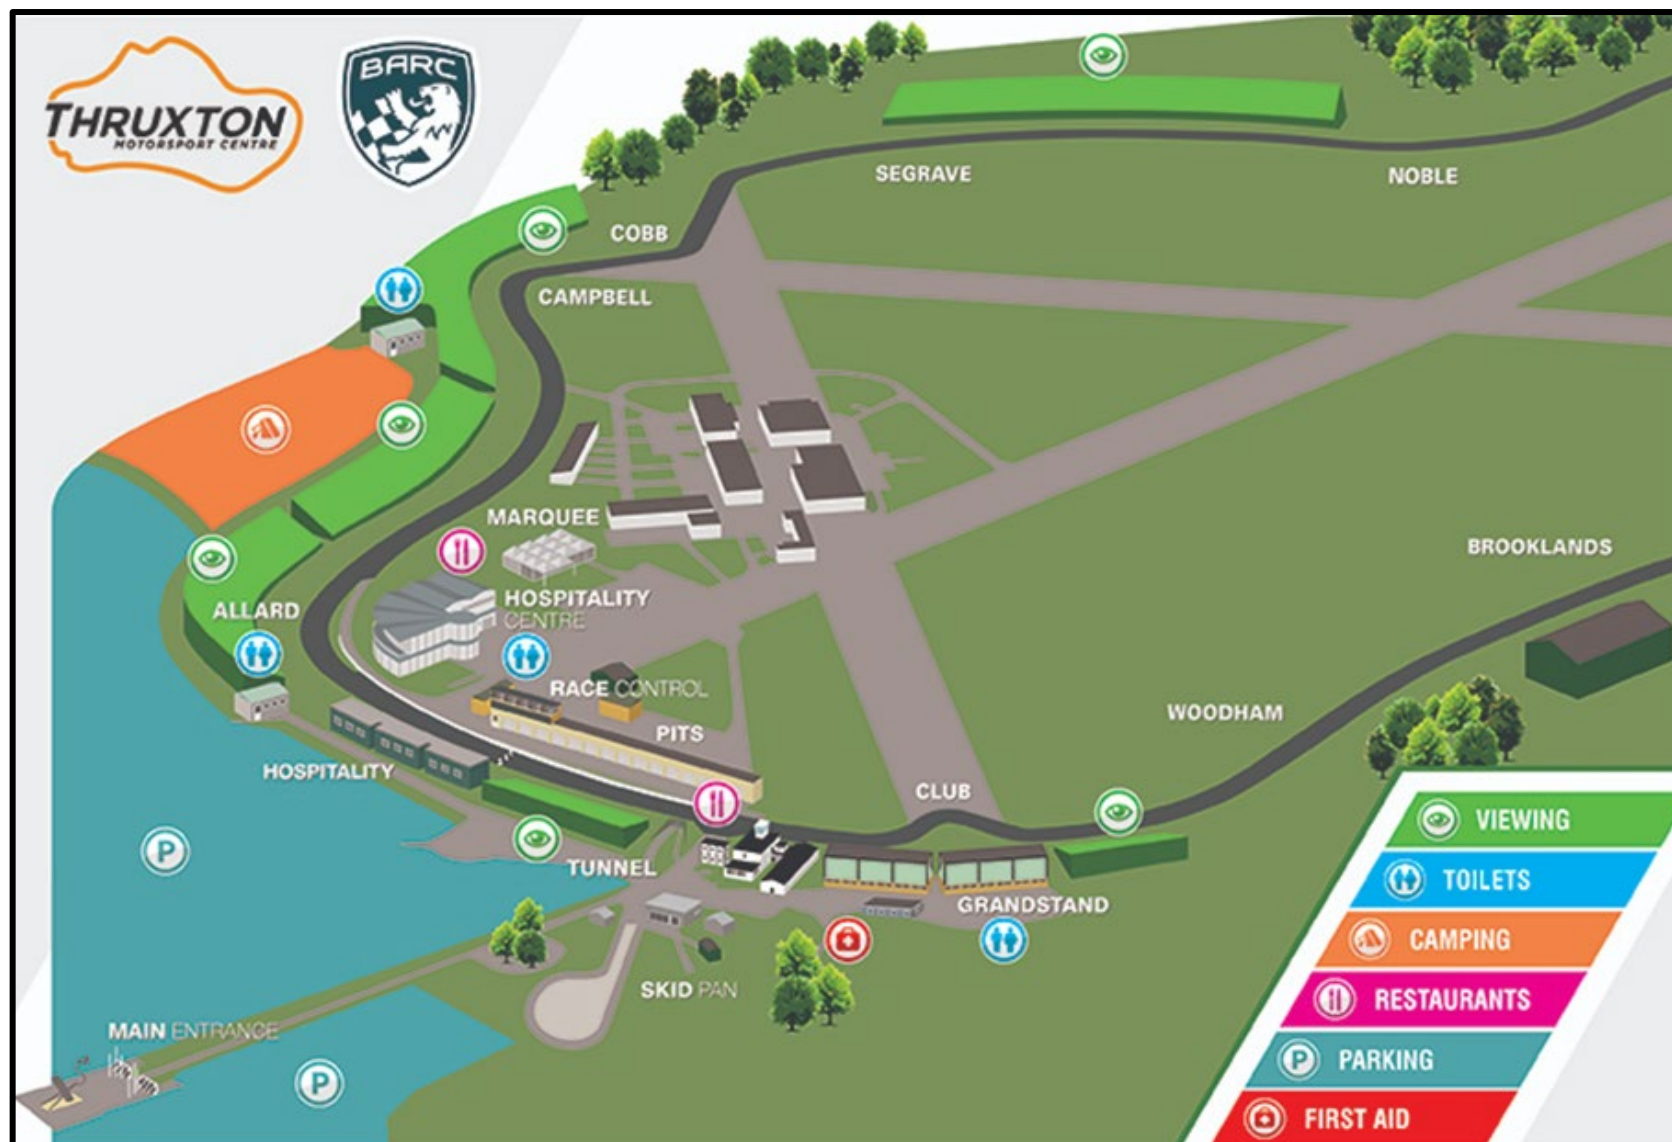 THRUXTON
MOTORSPORT CENTRE
BARC
SEGRAVE
NOBLE
COBB
CAMPBELL
MARQUEE
BROOKLANDS
HOSPITALITY
CENTRE
ALLARD
RACE CONTROL
WOODHAM
PITS
HOSPITALITY
CLUB
TUNNEL
GRANDSTAND
SKID PAN
MAIN ENTRANCE
P
P
VIEWING
TOILETS
CAMPING
RESTAURANTS
P PARKING
FIRST AID